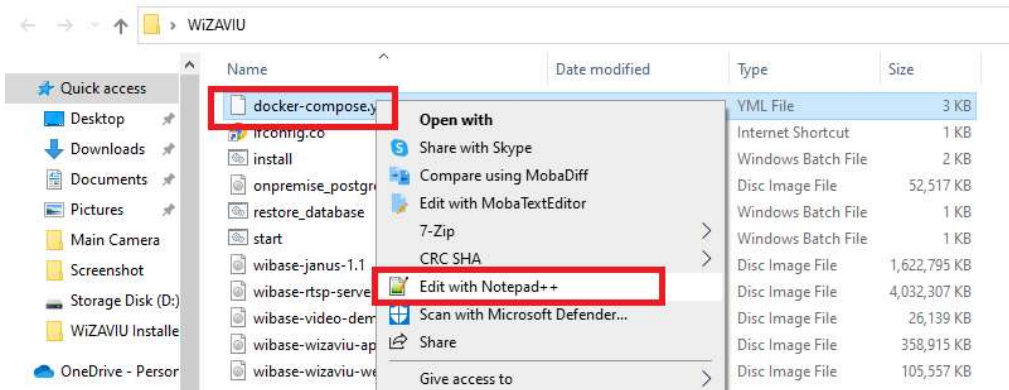 WiZAVIU
Name Date modified Type Size
Quick access
Desktop
Downloads
Documents
Pictures
Main Camera
Screenshot
Storage Disk (D:)
WiZAVIU Installe
OneDrive - Person
docker-compose.y YML File 3 KB
ifconfig.co Internet Shortcut 1 KB
install Windows Batch File 2 KB
onpremise_postgr Disc Image File 52,517 KB
restore_database Windows Batch File 1 KB
start Windows Batch File 1 KB
wibase-janus-1.1 Disc Image File 1,622,795 KB
wibase-rtsp-serve Disc Image File 4,032,307 KB
wibase-video-dem Disc Image File 26,139 KB
wibase-wizaviu-ap Disc Image File 358,915 KB
wibase-wizaviu-we Disc Image File 105,557 KB
Open with
Share with Skype
Compare using MobaDiff
Edit with MobaTextEditor
7-Zip
CRC SHA
Edit with Notepad++
Scan with Microsoft Defender...
Share
Give access to